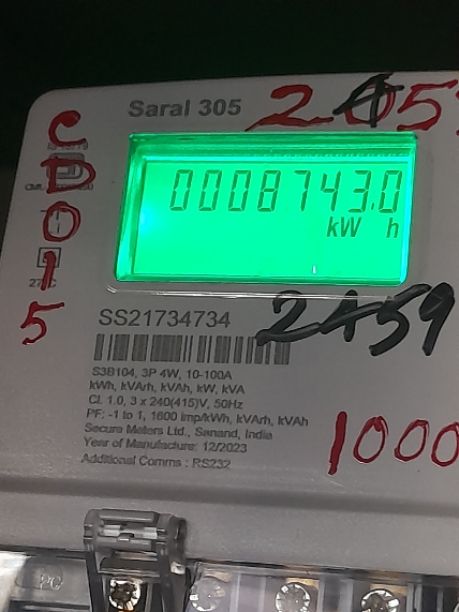 Saral 305
CD015
0008743.0
kW h
SS21734734
2459
S3B104, 3P 4W, 10-100A
kWh, kVArh, kVAh, kW, kVA
Cl. 1.0, 3 x 240(415)V, 50Hz
PF: -1 to 1, 1600 imp/kWh, kVArh, kVAh
Secure Meters Ltd., Sanand, India
Year of Manufacture: 12/2023
Additional Comms : RS232
1000